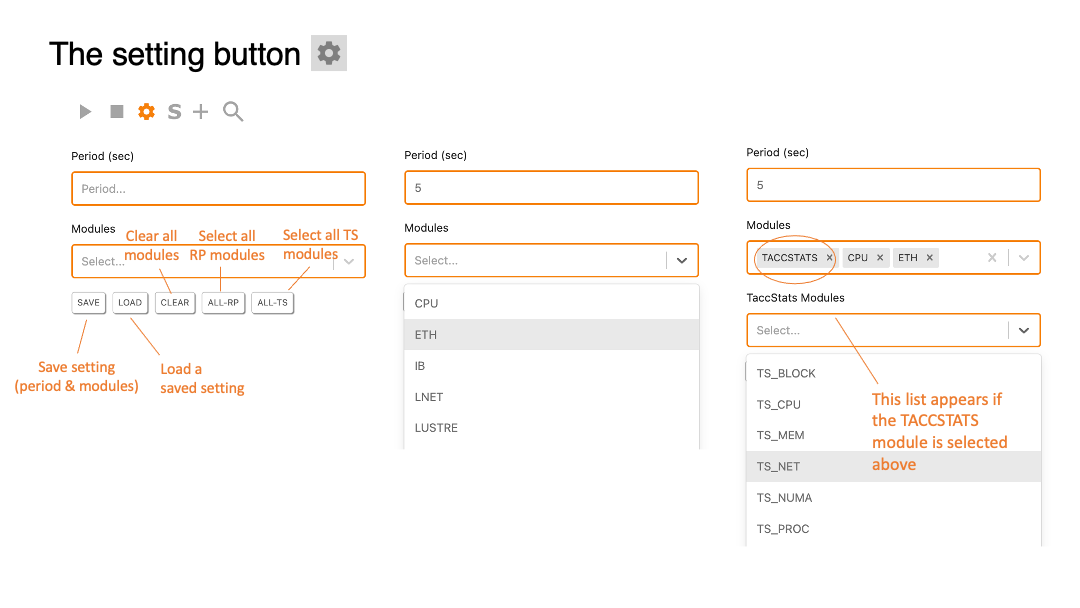 The setting button
S
Period (sec)
Period...
Modules
Select...
Clear all
modules
Select all
RP modules
Select all TS
modules
SAVE
LOAD
CLEAR
ALL-RP
ALL-TS
Save setting
(period & modules)
Load a
saved setting
Period (sec)
5
Modules
Select...
CPU
ETH
IB
LNET
LUSTRE
Period (sec)
5
Modules
TACCSTATS ×
CPU ×
ETH ×
TaccStats Modules
Select...
TS_BLOCK
TS_CPU
TS_MEM
TS_NET
TS_NUMA
TS_PROC
This list appears if
the TACCSTATS
module is selected
above